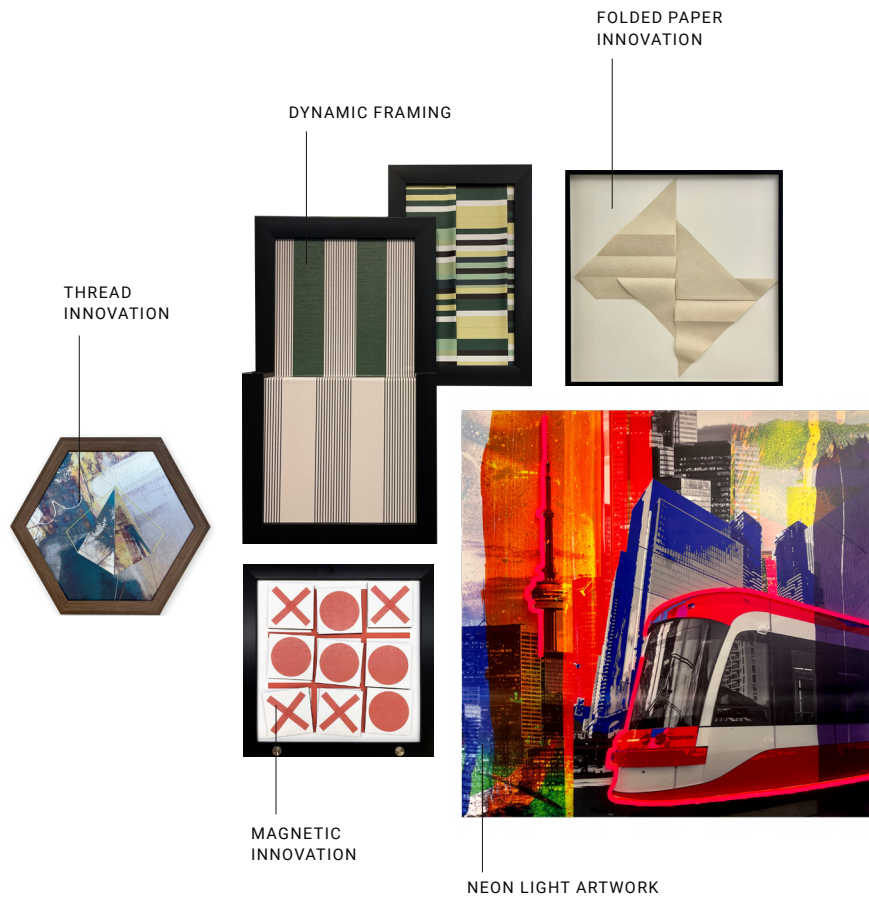 FOLDED PAPER
INNOVATION
DYNAMIC FRAMING
THREAD
INNOVATION
MAGNETIC
INNOVATION
NEON LIGHT ARTWORK